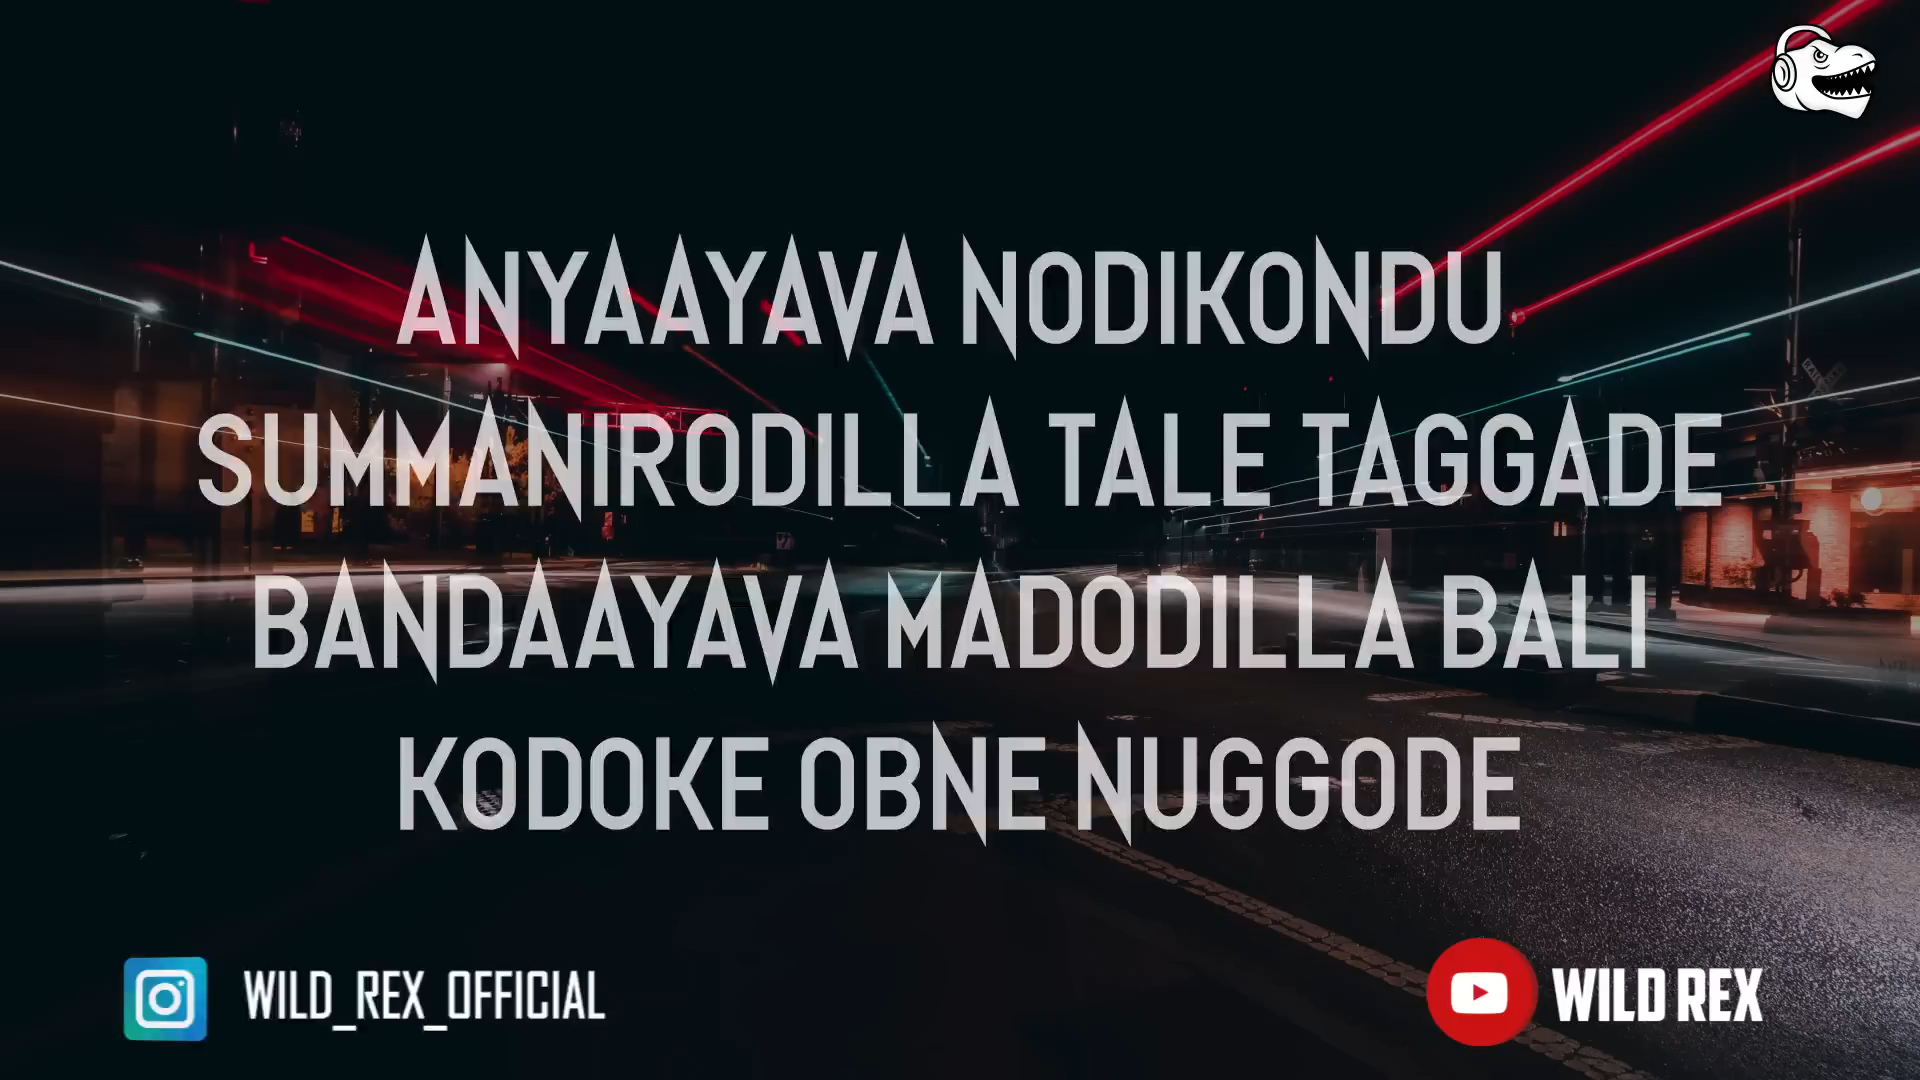 ANYAAYAVA NODIKONDU
SUMMANIRODILLA TALE TAGGADE
BANDAAYAVA MADODILLA BALI
KODOKE OBNE NUGGODE
WILD_REX_OFFICIAL
WILD REX